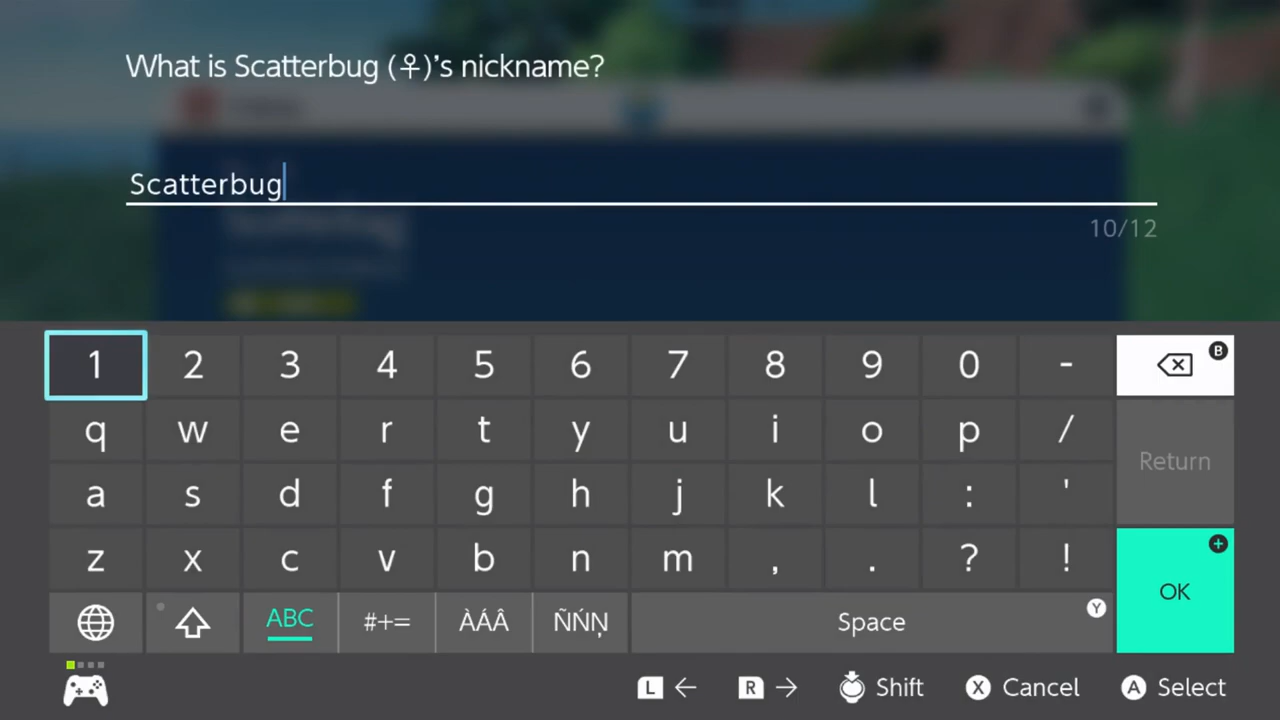 What is Scatterbug (♀)'s nickname?
Scatterbug
10/12
1 2 3 4 5 6 7 8 9 0 - B
q w e r t y u i o p /
Return
a s d f g h j k l : '
z x c v b n m , . ? ! +
OK
ABC #+= ÀÁÂ ÑŃŅ Space Y
L ← R → Shift X Cancel A Select